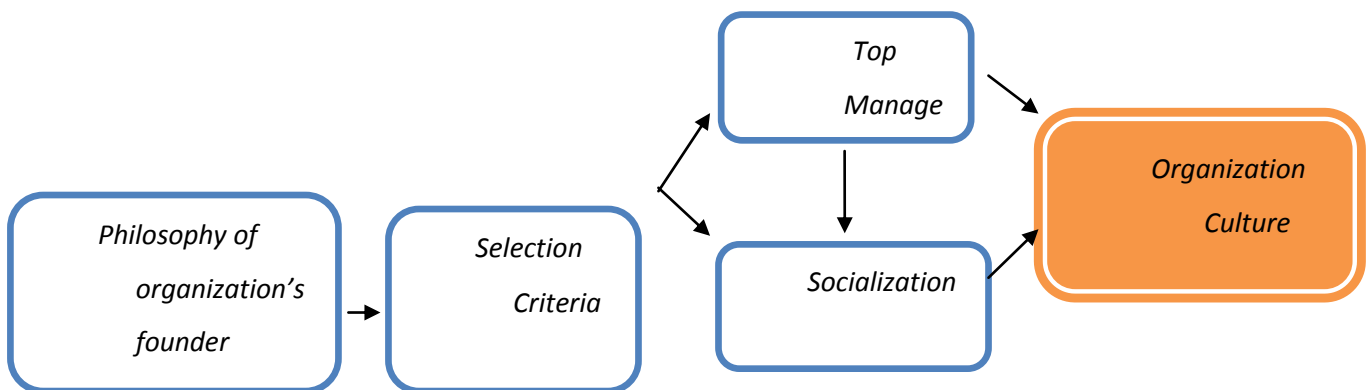 Philosophy of
organization's
founder
Selection
Criteria
Top
Manage
Socialization
Organization
Culture